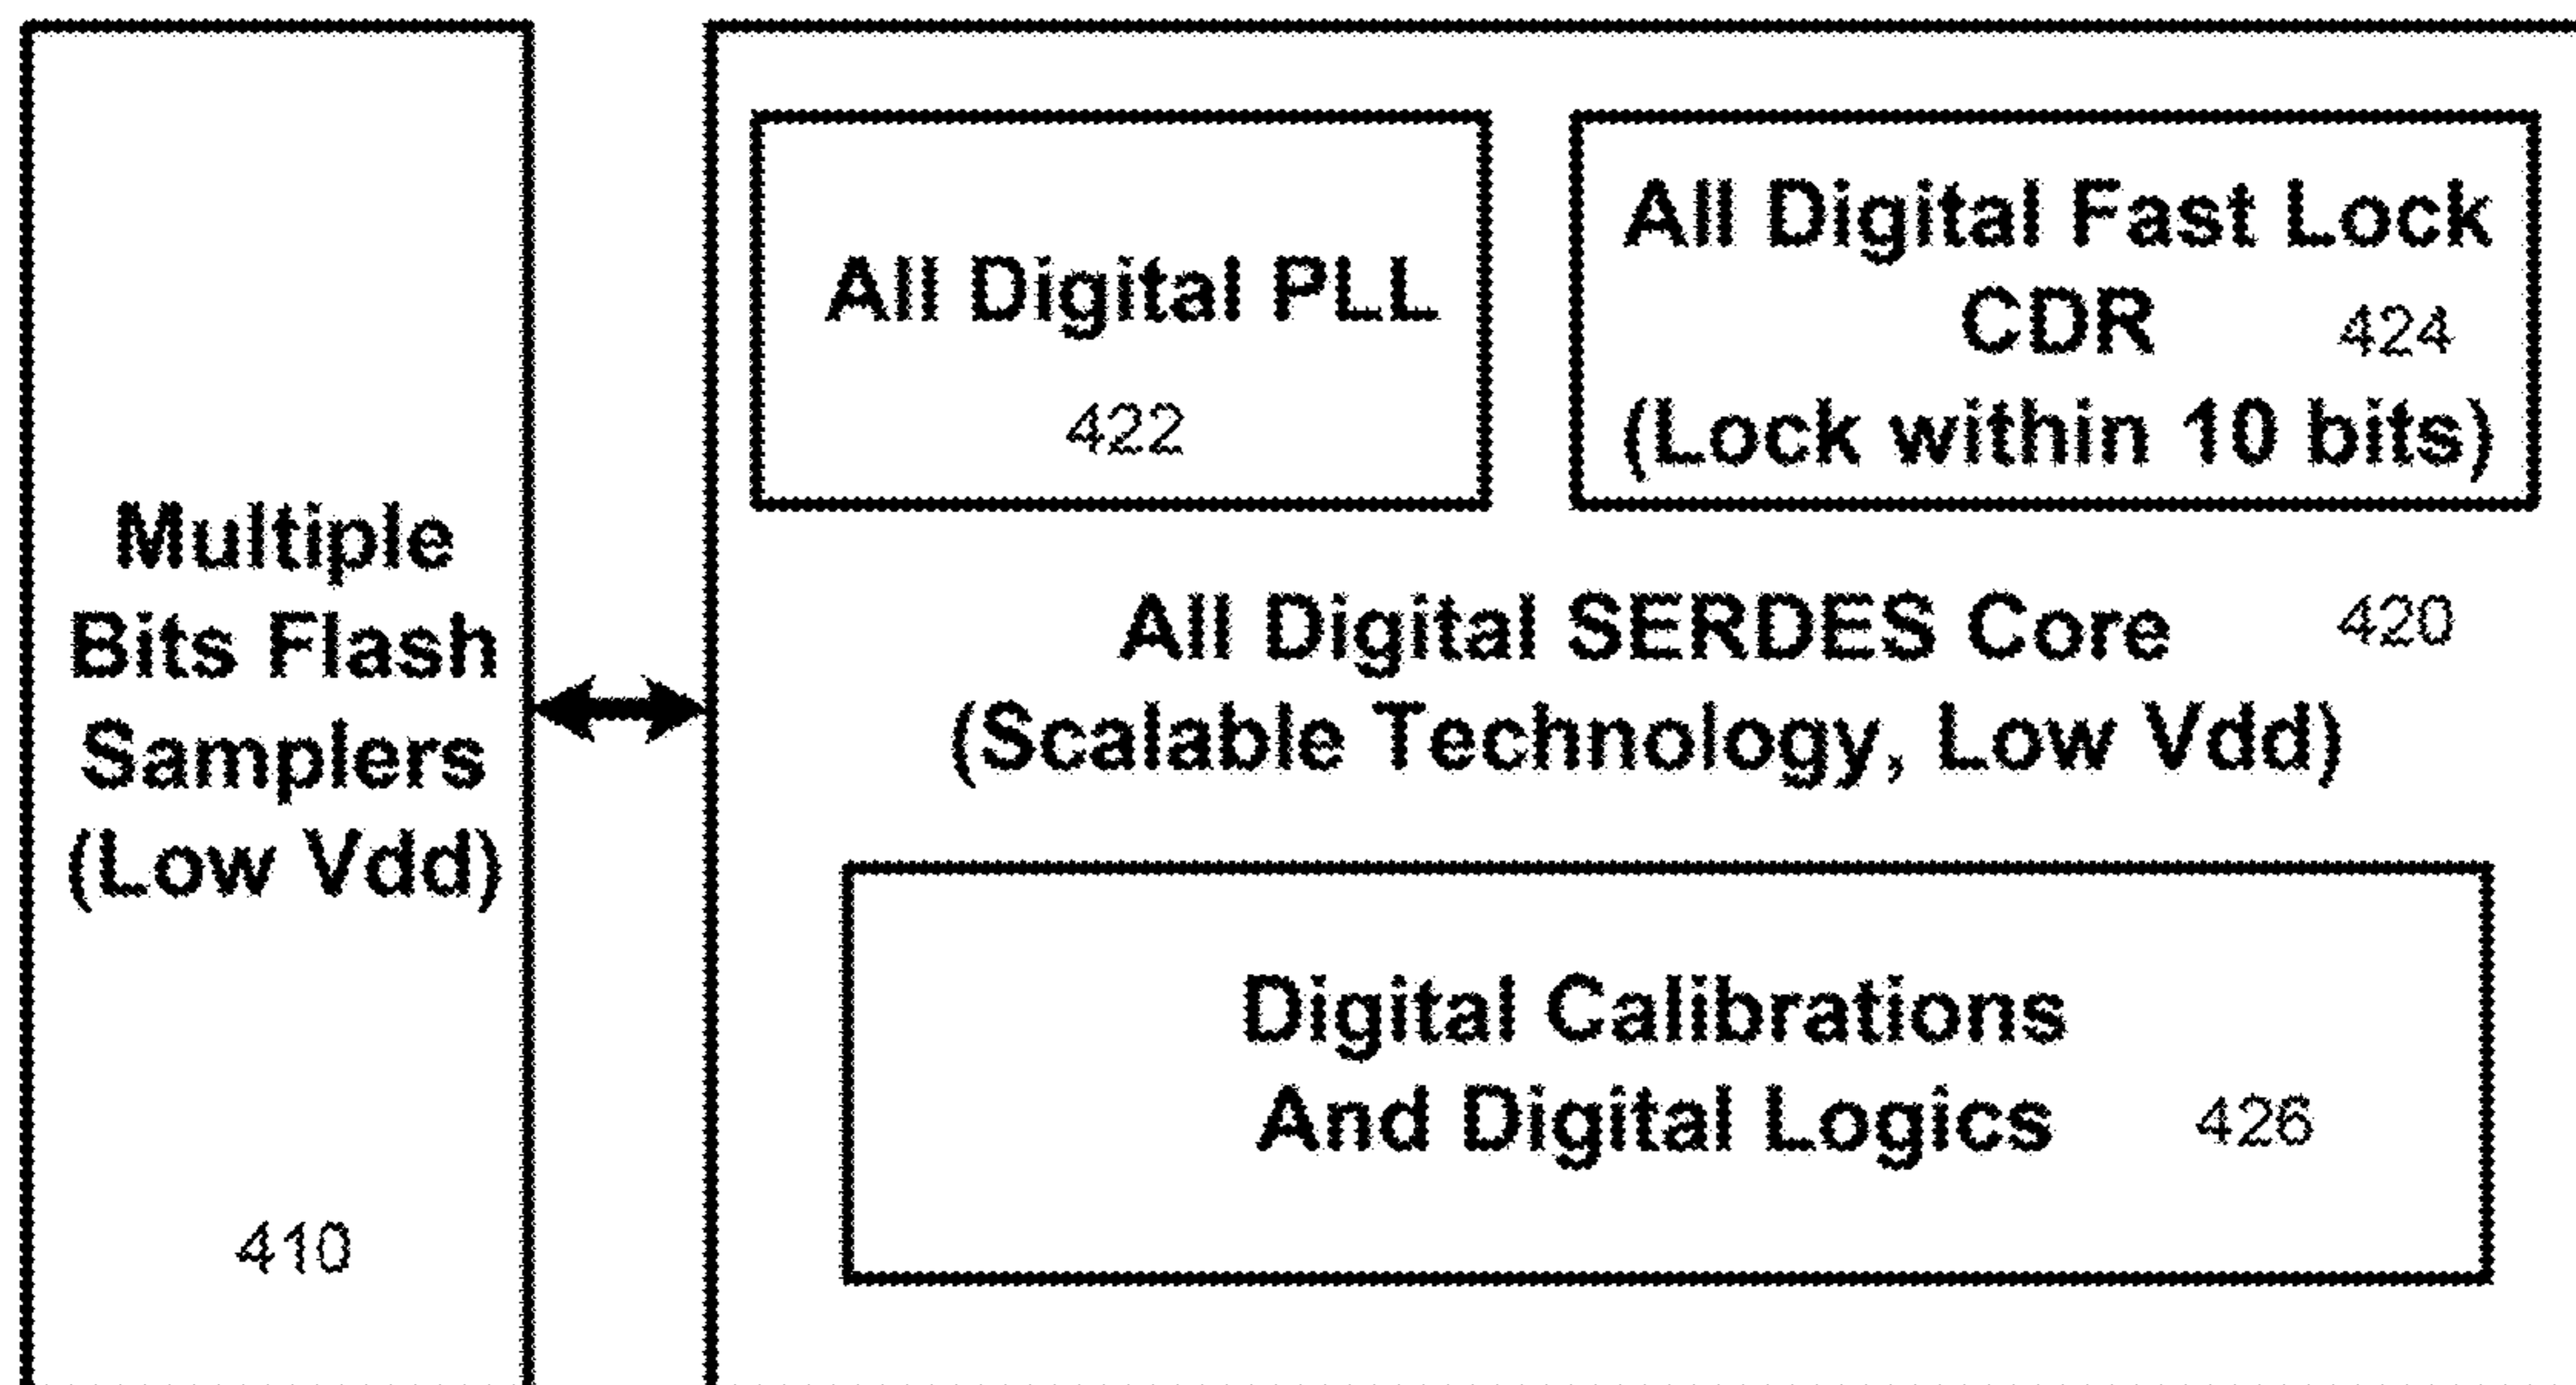 Multiple
Bits Flash
Samplers
(Low Vdd)
410
All Digital PLL
422
All Digital Fast Lock
CDR 424
(Lock within 10 bits)
All Digital SERDES Core 420
(Scalable Technology, Low Vdd)
Digital Calibrations
And Digital Logics 426